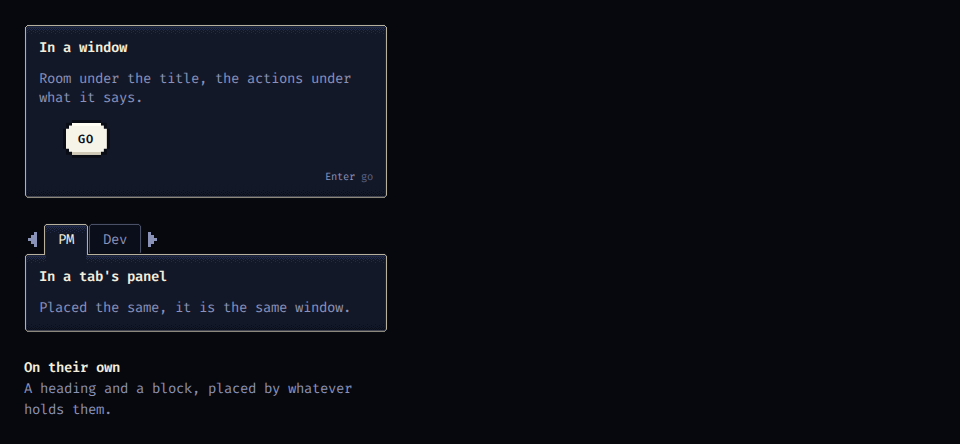 In a window
Room under the title, the actions under
what it says.
GO
Enter go
PM Dev
In a tab's panel
Placed the same, it is the same window.
On their own
A heading and a block, placed by whatever
holds them.